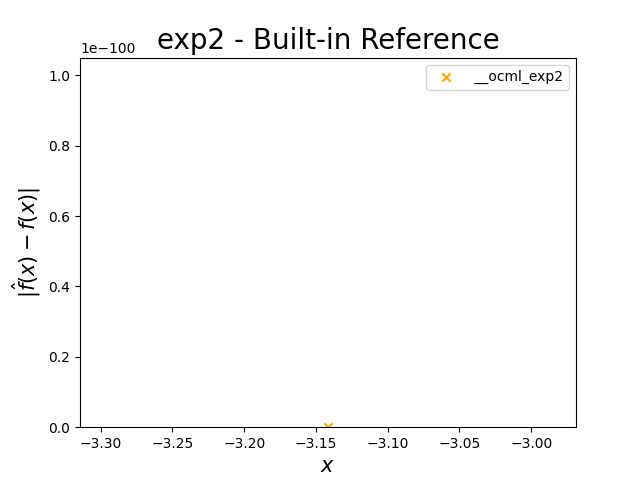 exp2 - Built-in Reference
1e−100
__ocml_exp2
1.0
0.8
0.6
0.4
0.2
0.0
|f̂(x) − f(x)|
−3.30 −3.25 −3.20 −3.15 −3.10 −3.05 −3.00
x